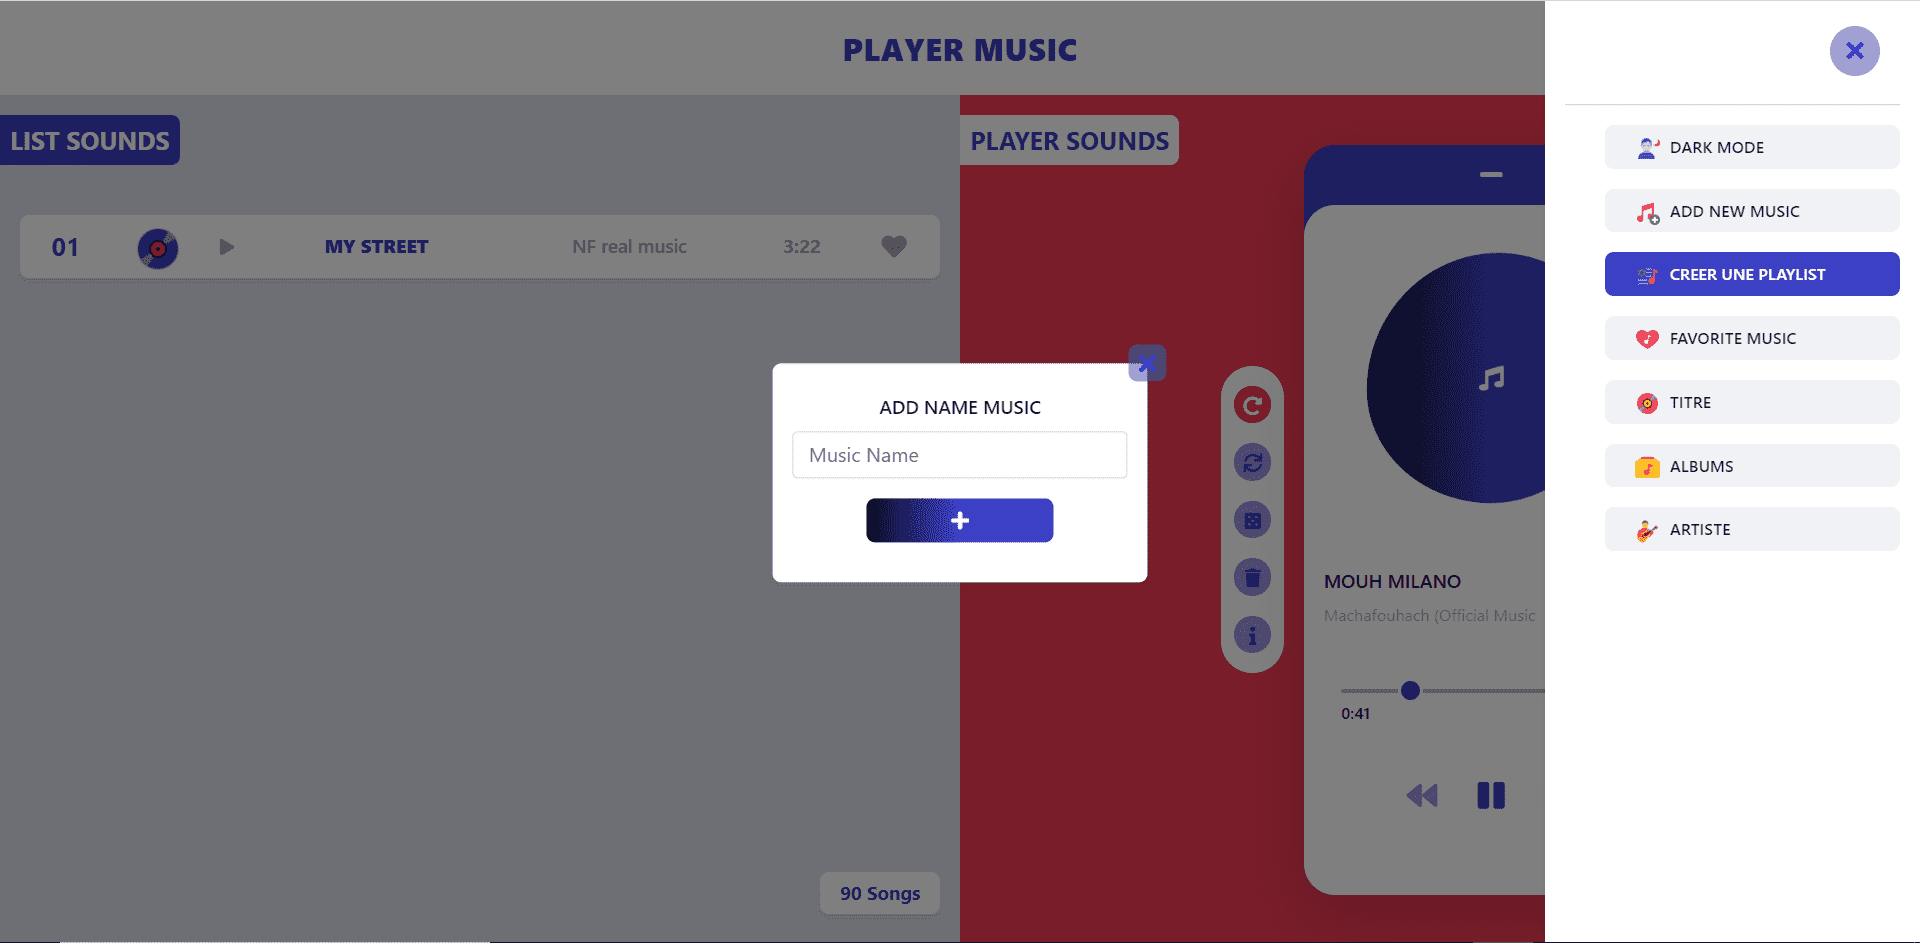 PLAYER MUSIC
LIST SOUNDS
01 MY STREET NF real music 3:22
90 Songs
PLAYER SOUNDS
MOUH MILANO
Machafouhach (Official Music
0:41
ADD NAME MUSIC
Music Name
DARK MODE
ADD NEW MUSIC
CREER UNE PLAYLIST
FAVORITE MUSIC
TITRE
ALBUMS
ARTISTE